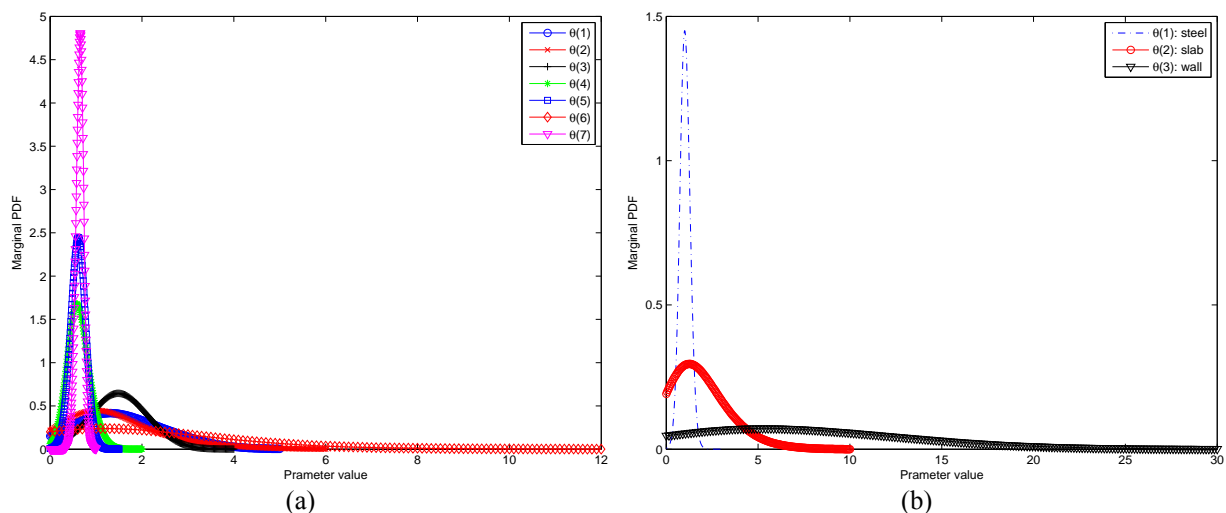 5
4.5
4
3.5
3
2.5
2
1.5
1
0.5
0
0 2 4 6 8 10 12
Marginal PDF
Prameter value
θ(1)
θ(2)
θ(3)
θ(4)
θ(5)
θ(6)
θ(7)
(a)
1.5
1
0.5
0
0 5 10 15 20 25 30
Marginal PDF
Prameter value
θ(1): steel
θ(2): slab
θ(3): wall
(b)